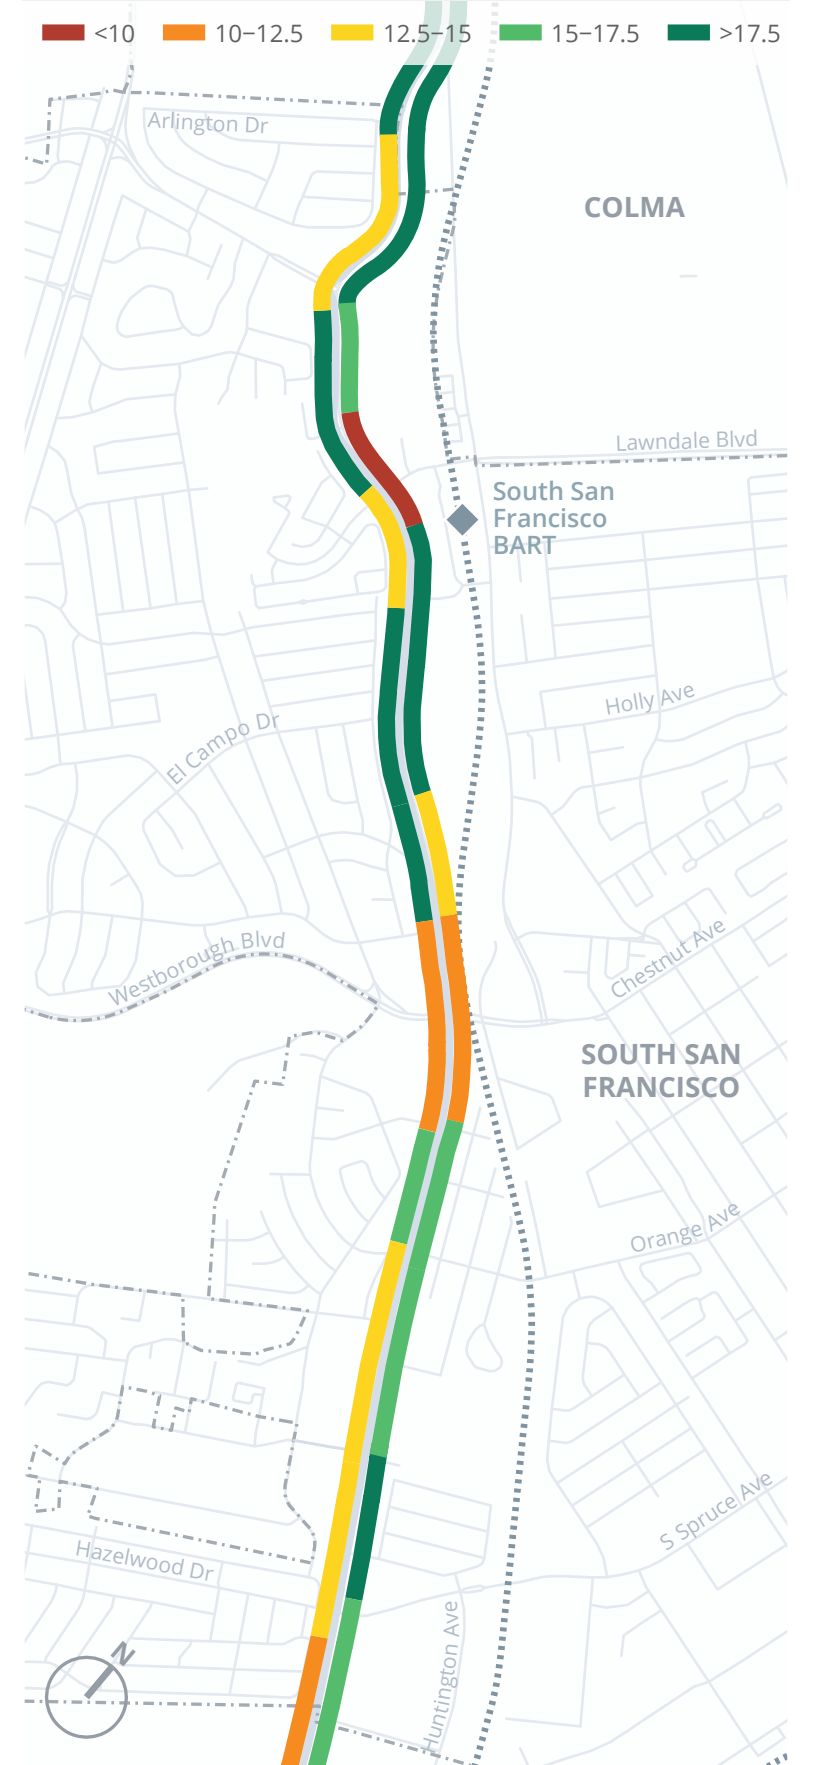 <10 10–12.5 12.5–15 15–17.5 >17.5
Arlington Dr
COLMA
Lawndale Blvd
South San
Francisco
BART
Holly Ave
El Campo Dr
Chestnut Ave
Westborough Blvd
SOUTH SAN
FRANCISCO
Orange Ave
S Spruce Ave
Hazelwood Dr
Huntington Ave
N